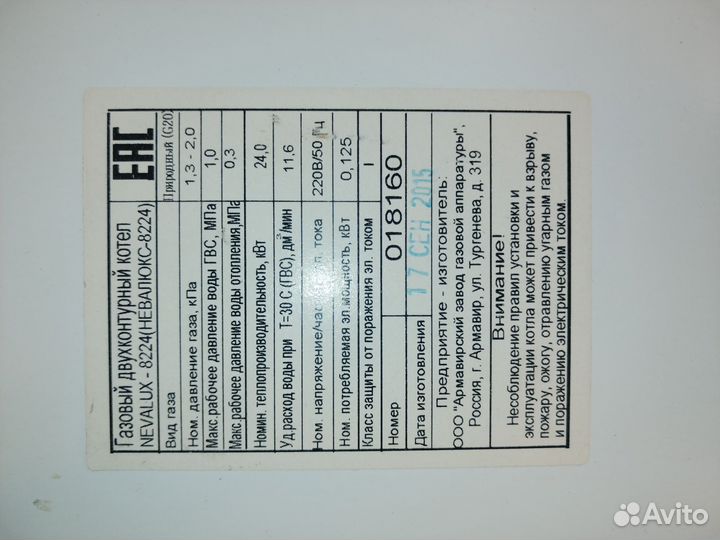 Газовый двухконтурный котел
NEVALUX - 8224(НЕВАЛЮКС-8224)
EAC
Вид газа Природный (G20)
Ном. давление газа, кПа 1,3 - 2,0
Макс.рабочее давление воды ГВС, МПа 1,0
Макс.рабочее давление воды отопления,МПа 0,3
Номин. теплопроизводительность, кВт 24,0
Уд.расход воды при Т=30 С (ГВС), дм³/мин 11,6
Ном. напряжение/час тока 220В/50 Гц
Ном. потребляемая эл.мощность, кВт 0,125
Класс защиты от поражения эл. током I
Номер 018160
Дата изготовления 17 СЕН 2015
Предприятие - изготовитель:
ООО "Армавирский завод газовой аппаратуры",
Россия, г. Армавир, ул. Тургенева, д. 319
Внимание!
Несоблюдение правил установки и
эксплуатации котла может привести к взрыву,
пожару, ожогу, отравлению угарным газом
и поражению электрическим током.
Avito